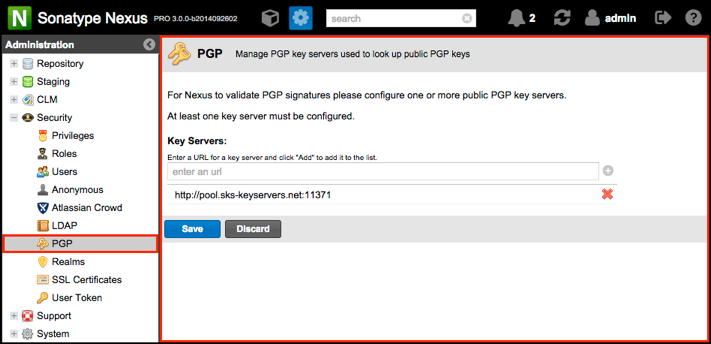 N Sonatype Nexus PRO 3.0.0-b2014092602 search 2 admin
Administration
Repository
Staging
CLM
Security
Privileges
Roles
Users
Anonymous
Atlassian Crowd
LDAP
PGP
Realms
SSL Certificates
User Token
Support
System
PGP Manage PGP key servers used to look up public PGP keys
For Nexus to validate PGP signatures please configure one or more public PGP key servers.
At least one key server must be configured.
Key Servers:
Enter a URL for a key server and click "Add" to add it to the list.
enter an url
http://pool.sks-keyservers.net:11371
Save Discard